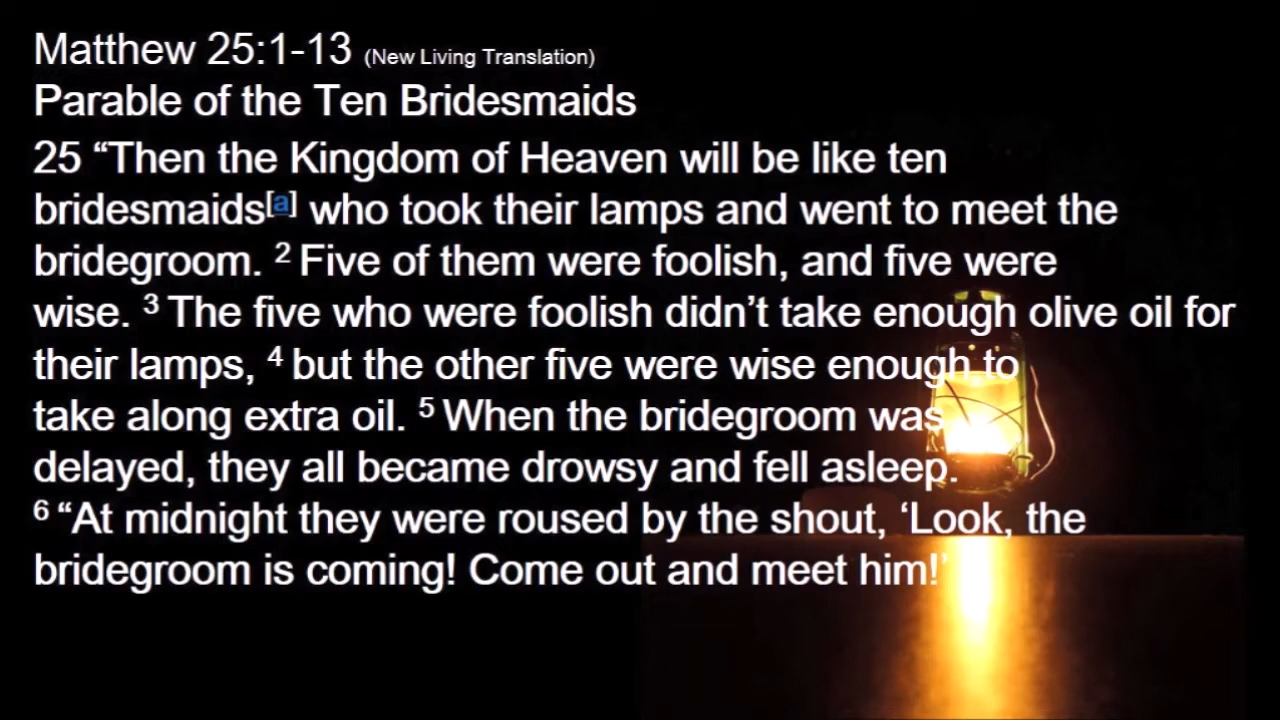 Matthew 25:1-13 (New Living Translation)
Parable of the Ten Bridesmaids
25 “Then the Kingdom of Heaven will be like ten
bridesmaids[a] who took their lamps and went to meet the
bridegroom. 2 Five of them were foolish, and five were
wise. 3 The five who were foolish didn’t take enough olive oil for
their lamps, 4 but the other five were wise enough to
take along extra oil. 5 When the bridegroom was
delayed, they all became drowsy and fell asleep.
6 “At midnight they were roused by the shout, ‘Look, the
bridegroom is coming! Come out and meet him!’